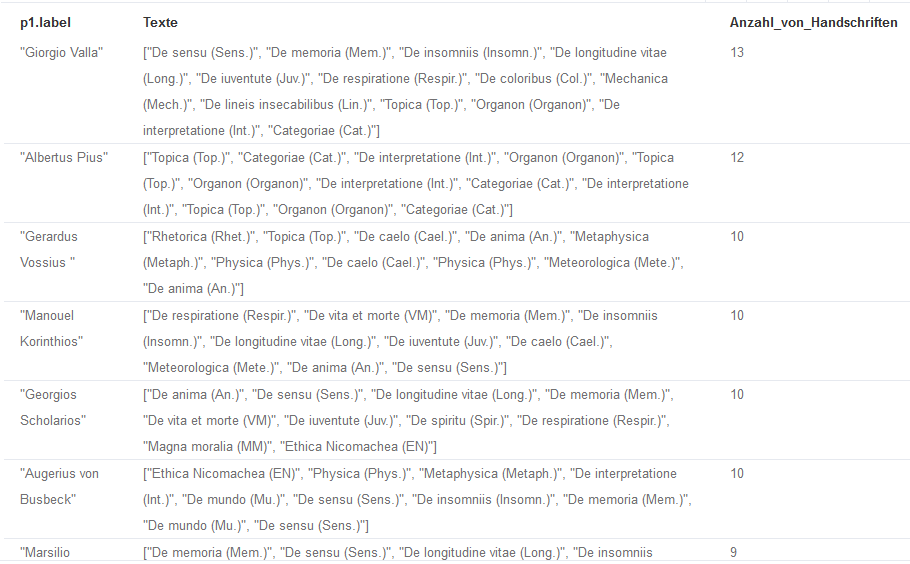 p1.label Texte Anzahl_von_Handschriften
"Giorgio Valla" ["De sensu (Sens.)", "De memoria (Mem.)", "De insomniis (Insomn.)", "De longitudine vitae 13
(Long.)", "De iuventute (Juv.)", "De respiratione (Respir.)", "De coloribus (Col.)", "Mechanica
(Mech.)", "De lineis insecabilibus (Lin.)", "Topica (Top.)", "Organon (Organon)", "De
interpretatione (Int.)", "Categoriae (Cat.)"]
"Albertus Pius" ["Topica (Top.)", "Categoriae (Cat.)", "De interpretatione (Int.)", "Organon (Organon)", "Topica 12
(Top.)", "Organon (Organon)", "De interpretatione (Int.)", "Categoriae (Cat.)", "De interpretatione
(Int.)", "Topica (Top.)", "Organon (Organon)", "Categoriae (Cat.)"]
"Gerardus ["Rhetorica (Rhet.)", "Topica (Top.)", "De caelo (Cael.)", "De anima (An.)", "Metaphysica 10
Vossius " (Metaph.)", "Physica (Phys.)", "De caelo (Cael.)", "Physica (Phys.)", "Meteorologica (Mete.)",
"De anima (An.)"]
"Manouel ["De respiratione (Respir.)", "De vita et morte (VM)", "De memoria (Mem.)", "De insomniis 10
Korinthios" (Insomn.)", "De longitudine vitae (Long.)", "De iuventute (Juv.)", "De caelo (Cael.)",
"Meteorologica (Mete.)", "De anima (An.)", "De sensu (Sens.)"]
"Georgios ["De anima (An.)", "De sensu (Sens.)", "De longitudine vitae (Long.)", "De memoria (Mem.)", 10
Scholarios" "De vita et morte (VM)", "De iuventute (Juv.)", "De spiritu (Spir.)", "De respiratione (Respir.)",
"Magna moralia (MM)", "Ethica Nicomachea (EN)"]
"Augerius von ["Ethica Nicomachea (EN)", "Physica (Phys.)", "Metaphysica (Metaph.)", "De interpretatione 10
Busbeck" (Int.)", "De mundo (Mu.)", "De sensu (Sens.)", "De insomniis (Insomn.)", "De memoria (Mem.)",
"De mundo (Mu.)", "De sensu (Sens.)"]
"Marsilio ["De memoria (Mem.)", "De sensu (Sens.)", "De longitudine vitae (Long.)", "De insomniis 9